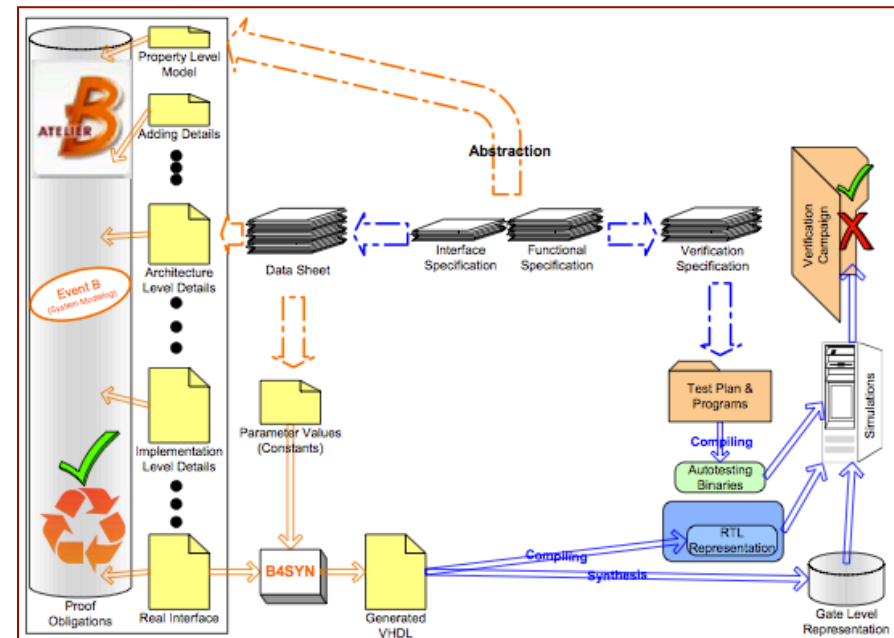 Property Level
Model
ATELIER
B
Adding Details
Abstraction
Architecture
Level Details
Data Sheet
Interface
Specification
Functional
Specification
Verification
Specification
Verification
Campaign
Event B
(System Modeling)
Implementation
Level Details
Parameter Values
(Constants)
Test Plan &
Programs
Compiling
Autotesting
Binaries
Simulations
RTL
Representation
Compiling
Synthesis
B4SYN
Proof
Obligations
Real Interface
Generated
VHDL
Gate Level
Representation